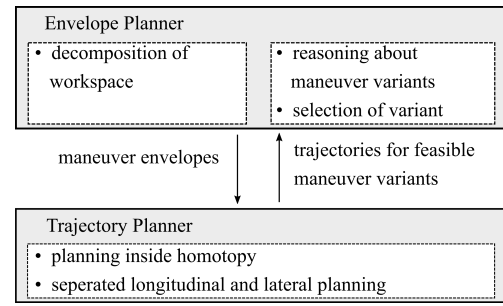 Envelope Planner
• decomposition of
workspace
• reasoning about
maneuver variants
• selection of variant
maneuver envelopes
trajectories for feasible
maneuver variants
Trajectory Planner
• planning inside homotopy
• seperated longitudinal and lateral planning